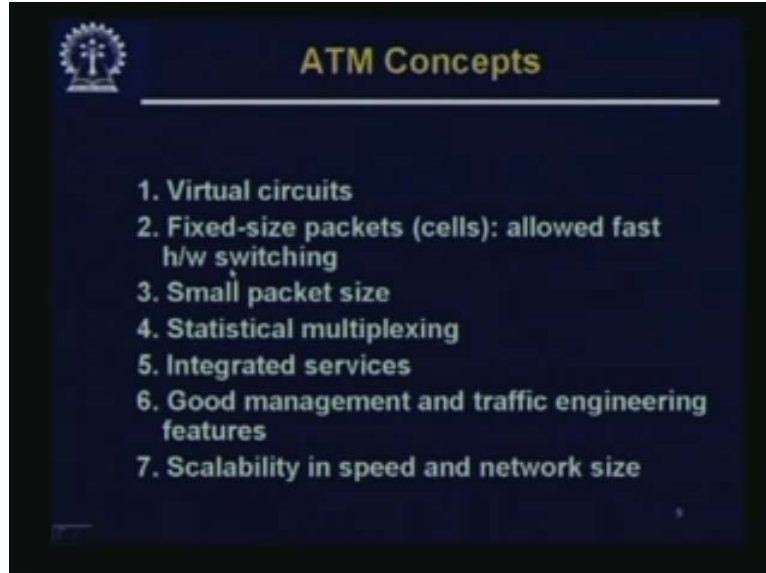 ATM Concepts
1. Virtual circuits
2. Fixed-size packets (cells): allowed fast
h/w switching
3. Small packet size
4. Statistical multiplexing
5. Integrated services
6. Good management and traffic engineering
features
7. Scalability in speed and network size
9